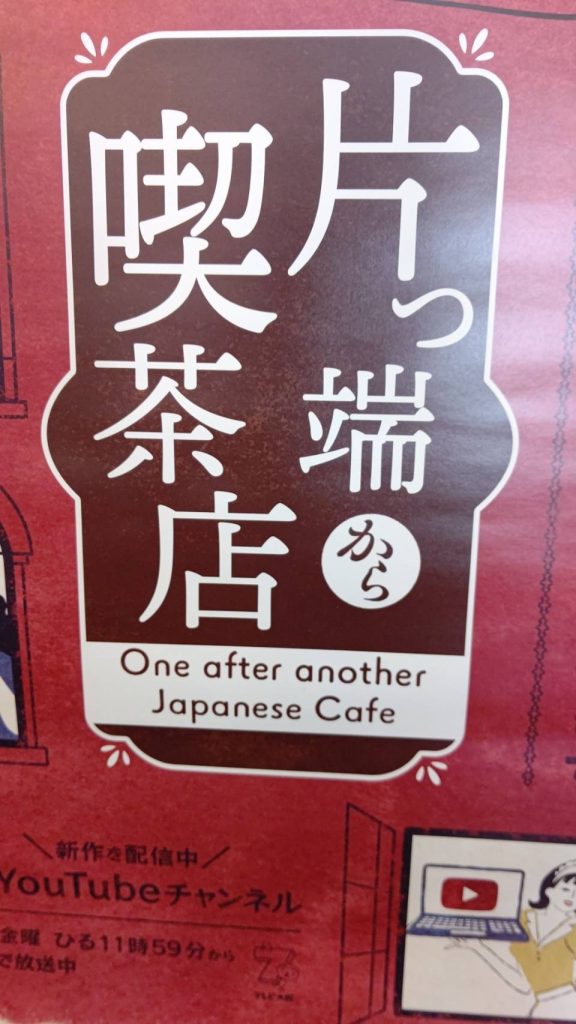 片っ端から
喫茶店
One after another
Japanese Cafe
新作を配信中
YouTubeチャンネル
金曜 ひる11時59分から
で放送中